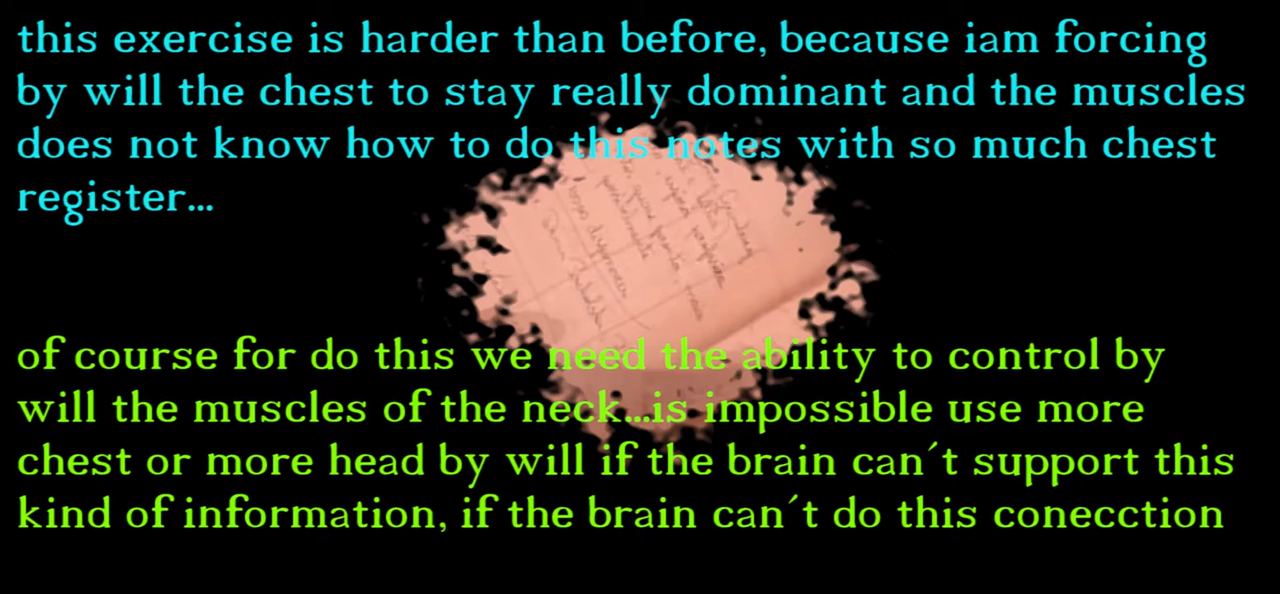 this exercise is harder than before, because iam forcing
by will the chest to stay really dominant and the muscles
does not know how to do this notes with so much chest
register...
of course for do this we need the ability to control by
will the muscles of the neck...is impossible use more
chest or more head by will if the brain can´t support this
kind of information, if the brain can´t do this conecction